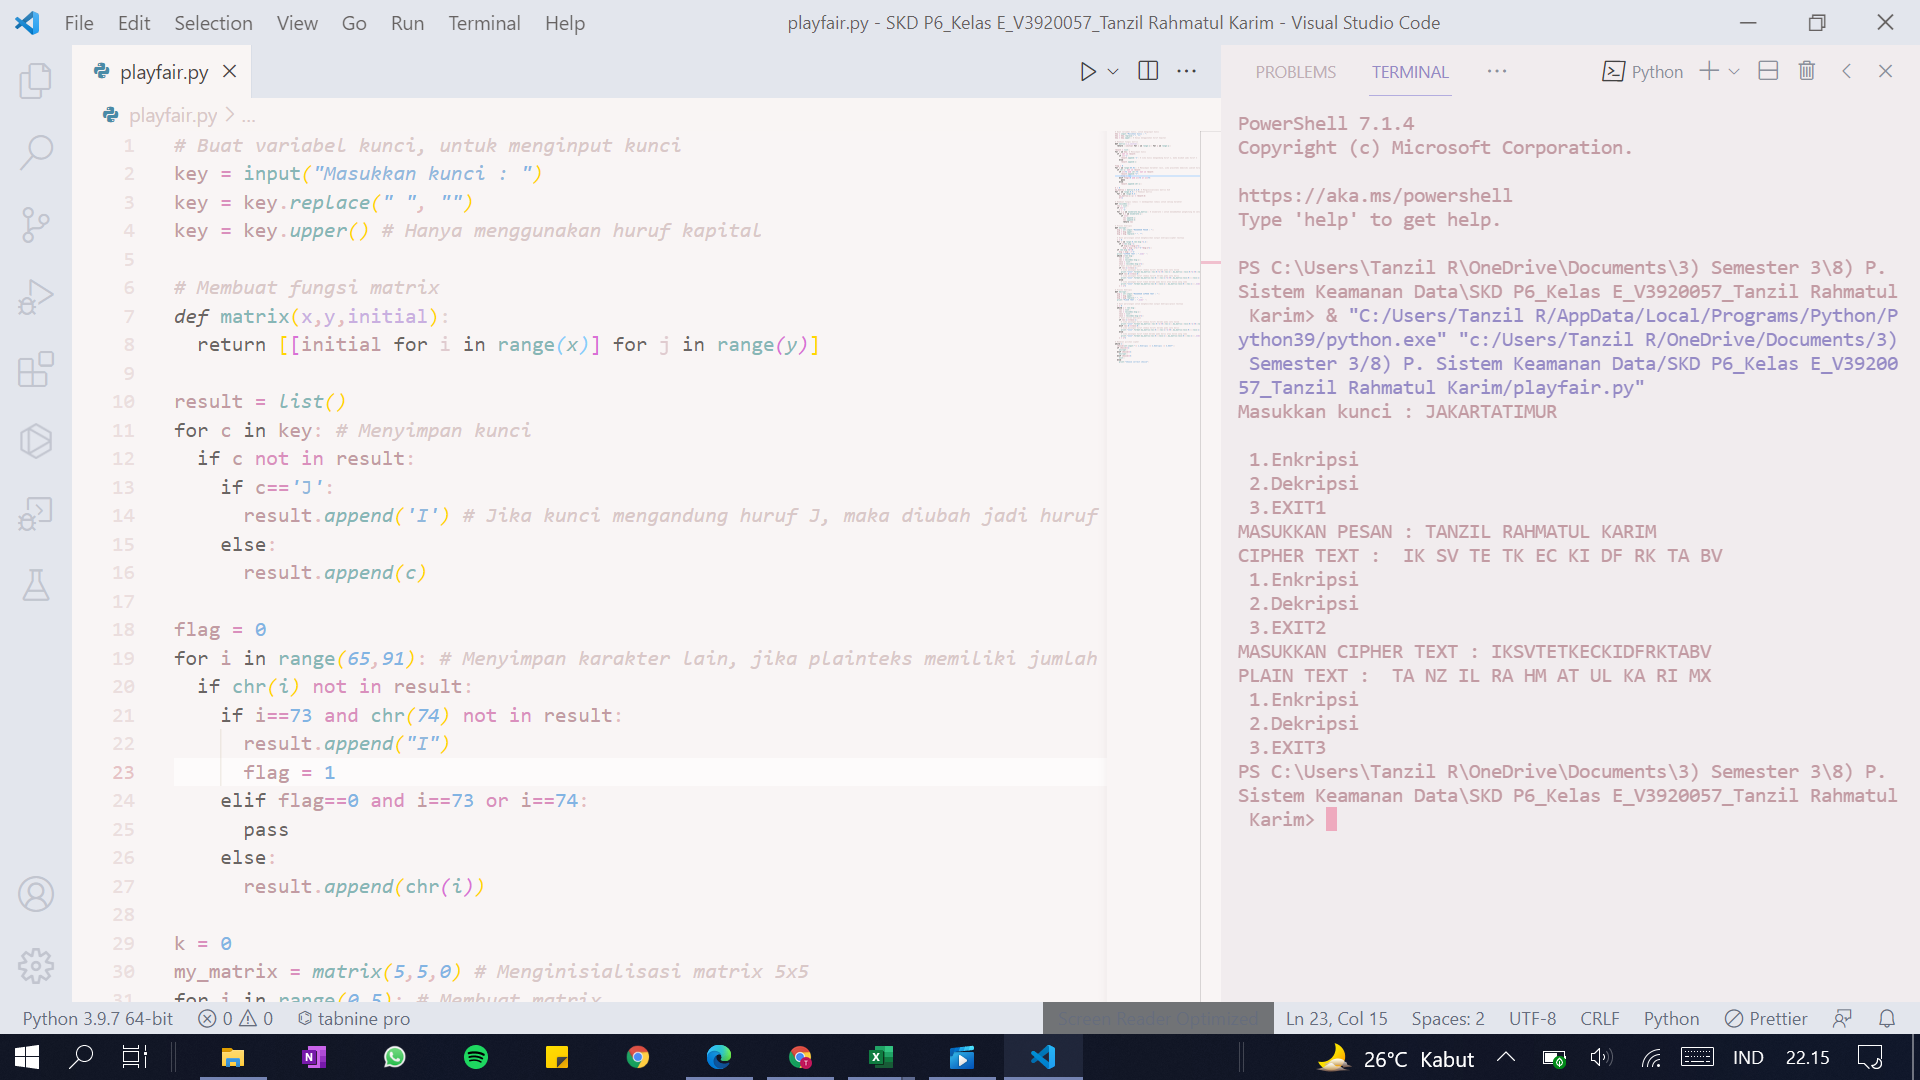 File Edit Selection View Go Run Terminal Help
playfair.py - SKD P6_Kelas E_V3920057_Tanzil Rahmatul Karim - Visual Studio Code
playfair.py
playfair.py > ...
1 # Buat variabel kunci, untuk menginput kunci
2 key = input("Masukkan kunci : ")
3 key = key.replace(" ", "")
4 key = key.upper() # Hanya menggunakan huruf kapital
5
6 # Membuat fungsi matrix
7 def matrix(x,y,initial):
8 return [[initial for i in range(x)] for j in range(y)]
9
10 result = list()
11 for c in key: # Menyimpan kunci
12 if c not in result:
13 if c=='J':
14 result.append('I') # Jika kunci mengandung huruf J, maka diubah jadi huruf
15 else:
16 result.append(c)
17
18 flag = 0
19 for i in range(65,91): # Menyimpan karakter lain, jika plainteks memiliki jumlah
20 if chr(i) not in result:
21 if i==73 and chr(74) not in result:
22 result.append("I")
23 flag = 1
24 elif flag==0 and i==73 or i==74:
25 pass
26 else:
27 result.append(chr(i))
28
29 k = 0
30 my_matrix = matrix(5,5,0) # Menginisialisasi matrix 5x5
31 for i in range(0,5): # Membuat matrix
PROBLEMS TERMINAL ... Python
PowerShell 7.1.4
Copyright (c) Microsoft Corporation.
https://aka.ms/powershell
Type 'help' to get help.
PS C:\Users\Tanzil R\OneDrive\Documents\3) Semester 3\8) P.
Sistem Keamanan Data\SKD P6_Kelas E_V3920057_Tanzil Rahmatul
Karim> & "C:/Users/Tanzil R/AppData/Local/Programs/Python/P
ython39/python.exe" "c:/Users/Tanzil R/OneDrive/Documents/3)
Semester 3/8) P. Sistem Keamanan Data/SKD P6_Kelas E_V39200
57_Tanzil Rahmatul Karim/playfair.py"
Masukkan kunci : JAKARTATIMUR
1.Enkripsi
2.Dekripsi
3.EXIT1
MASUKKAN PESAN : TANZIL RAHMATUL KARIM
CIPHER TEXT : IK SV TE TK EC KI DF RK TA BV
1.Enkripsi
2.Dekripsi
3.EXIT2
MASUKKAN CIPHER TEXT : IKSVTETKECKIDFRKTABV
PLAIN TEXT : TA NZ IL RA HM AT UL KA RI MX
1.Enkripsi
2.Dekripsi
3.EXIT3
PS C:\Users\Tanzil R\OneDrive\Documents\3) Semester 3\8) P.
Sistem Keamanan Data\SKD P6_Kelas E_V3920057_Tanzil Rahmatul
Karim>
Python 3.9.7 64-bit 0 0 tabnine pro Screen Reader Optimized Ln 23, Col 15 Spaces: 2 UTF-8 CRLF Python Prettier
26°C Kabut IND 22.15